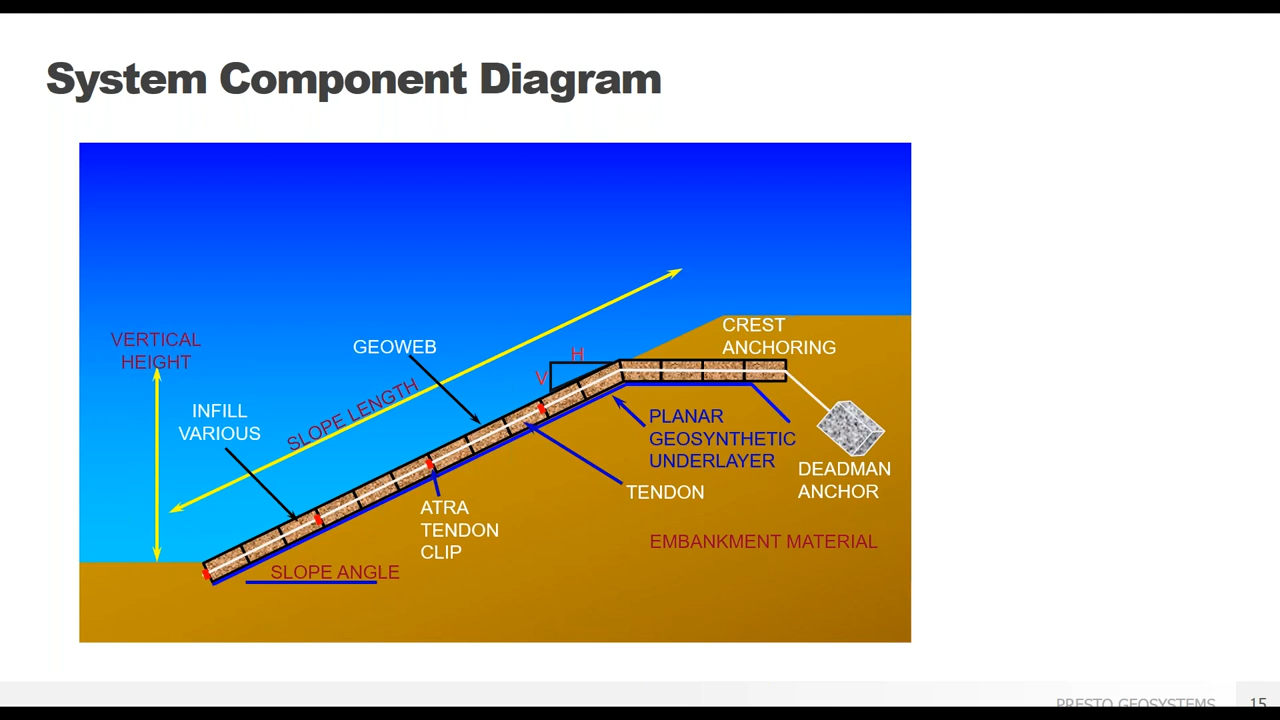 System Component Diagram
VERTICAL
HEIGHT
GEOWEB
SLOPE LENGTH
INFILL
VARIOUS
H
V
CREST
ANCHORING
PLANAR
GEOSYNTHETIC
UNDERLAYER
TENDON
DEADMAN
ANCHOR
ATRA
TENDON
CLIP
EMBANKMENT MATERIAL
SLOPE ANGLE
PRESTO GEOSYSTEMS
15